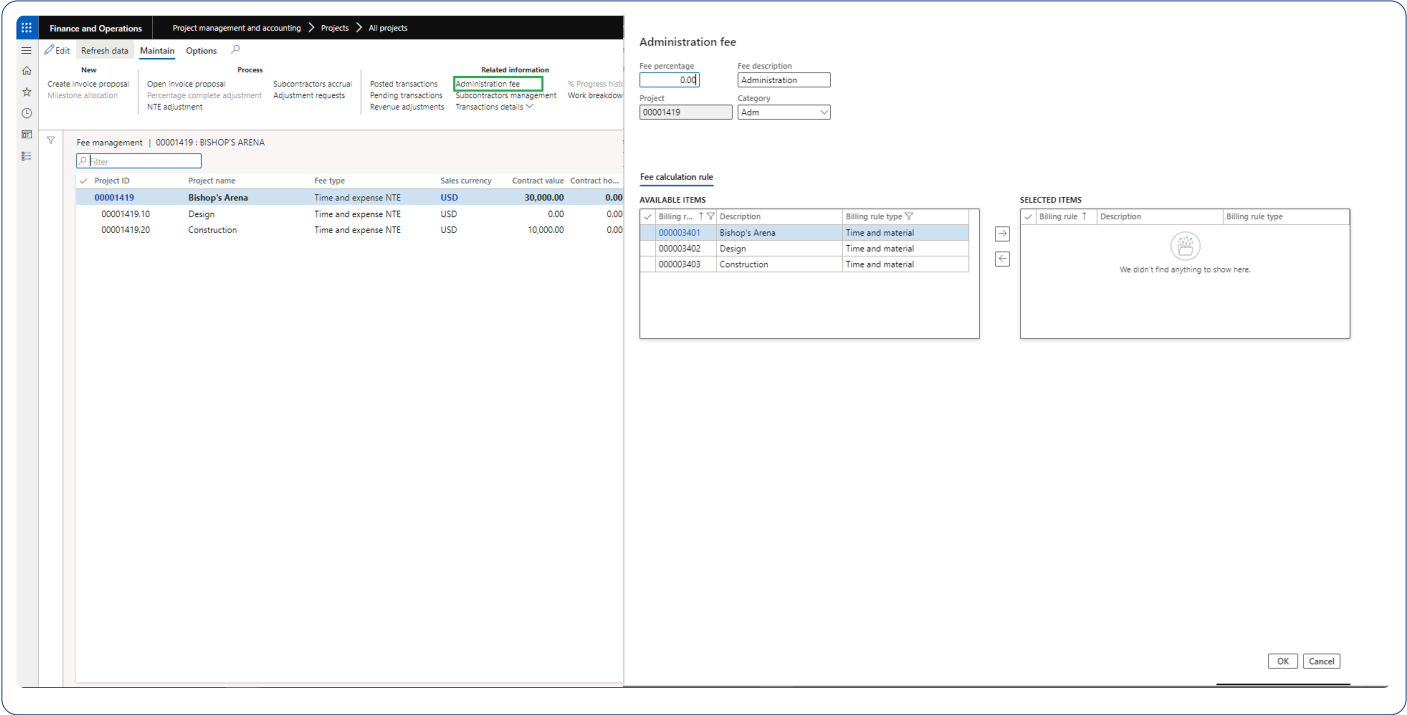 Finance and Operations
Project management and accounting > Projects > All projects
Edit Refresh data Maintain Options
New
Create invoice proposal
Milestone allocation
Process
Open invoice proposal
Percentage complete adjustment
NTE adjustment
Subcontractors accrual
Adjustment requests
Related information
Posted transactions
Pending transactions
Revenue adjustments
Administration fee
Subcontractors management
Transactions details
% Progress histo
Work breakdow
Fee management | 00001419 : BISHOP'S ARENA
Filter
Project ID Project name Fee type Sales currency Contract value Contract ho...
00001419 Bishop's Arena Time and expense NTE USD 30,000.00 0.00
00001419.10 Design Time and expense NTE USD 0.00 0.00
00001419.20 Construction Time and expense NTE USD 10,000.00 0.00
Administration fee
Fee percentage Fee description
0.00 Administration
Project Category
00001419 Adm
Fee calculation rule
AVAILABLE ITEMS
Billing r... ↑ Description Billing rule type
000003401 Bishop's Arena Time and material
000003402 Design Time and material
000003403 Construction Time and material
SELECTED ITEMS
Billing rule ↑ Description Billing rule type
We didn't find anything to show here.
OK Cancel